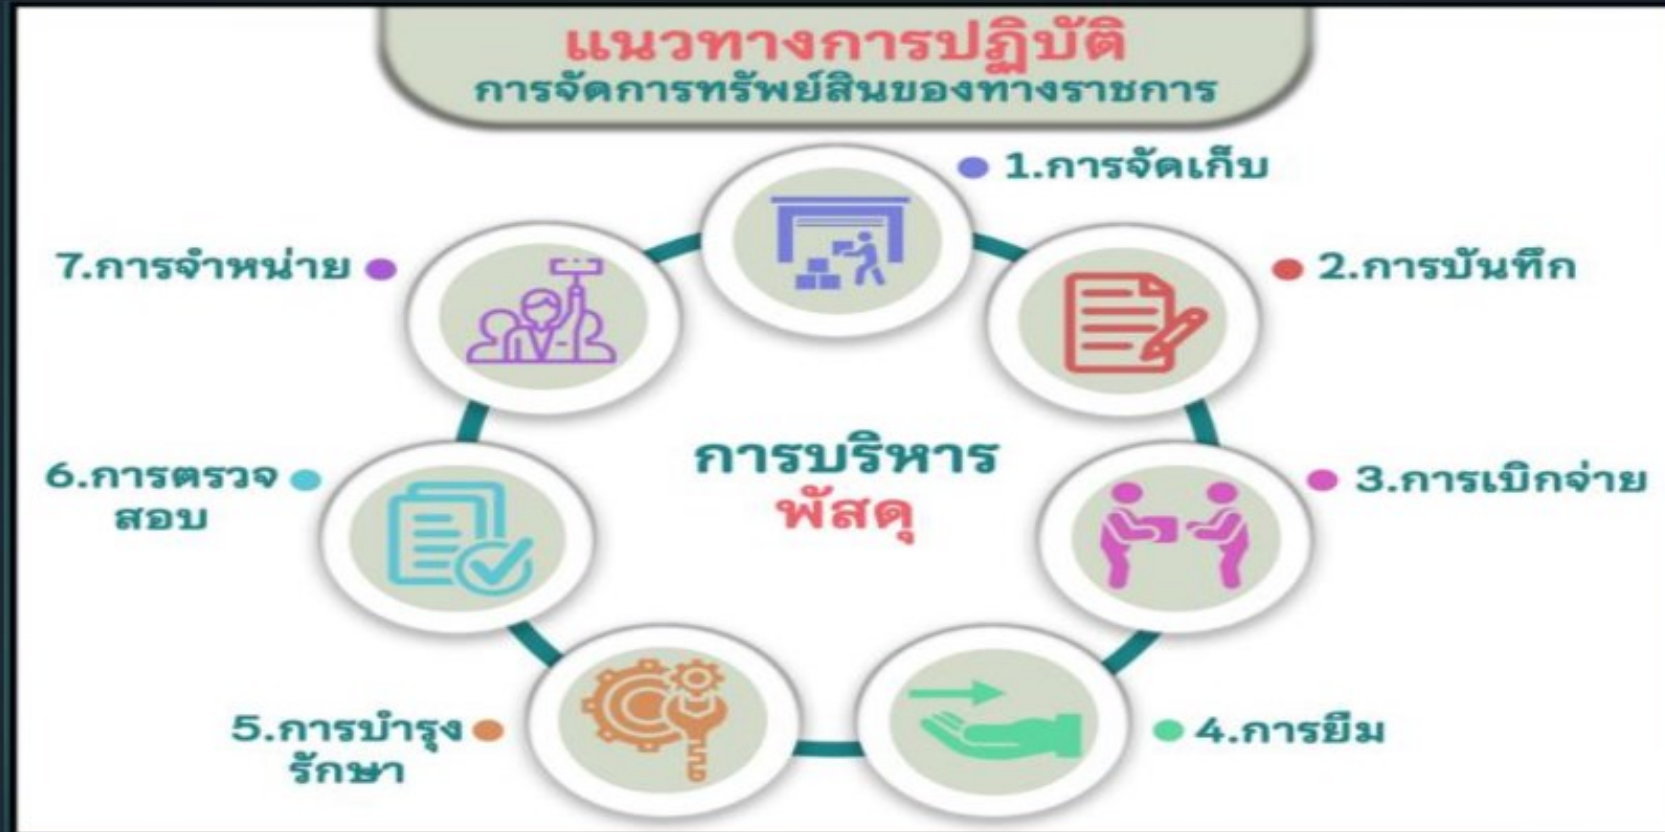 แนวทางการปฏิบัติ
การจัดการทรัพย์สินของทางราชการ
1.การจัดเก็บ
2.การบันทึก
3.การเบิกจ่าย
4.การยืม
5.การบำรุง
รักษา
6.การตรวจ
สอบ
7.การจำหน่าย
การบริหาร
พัสดุ